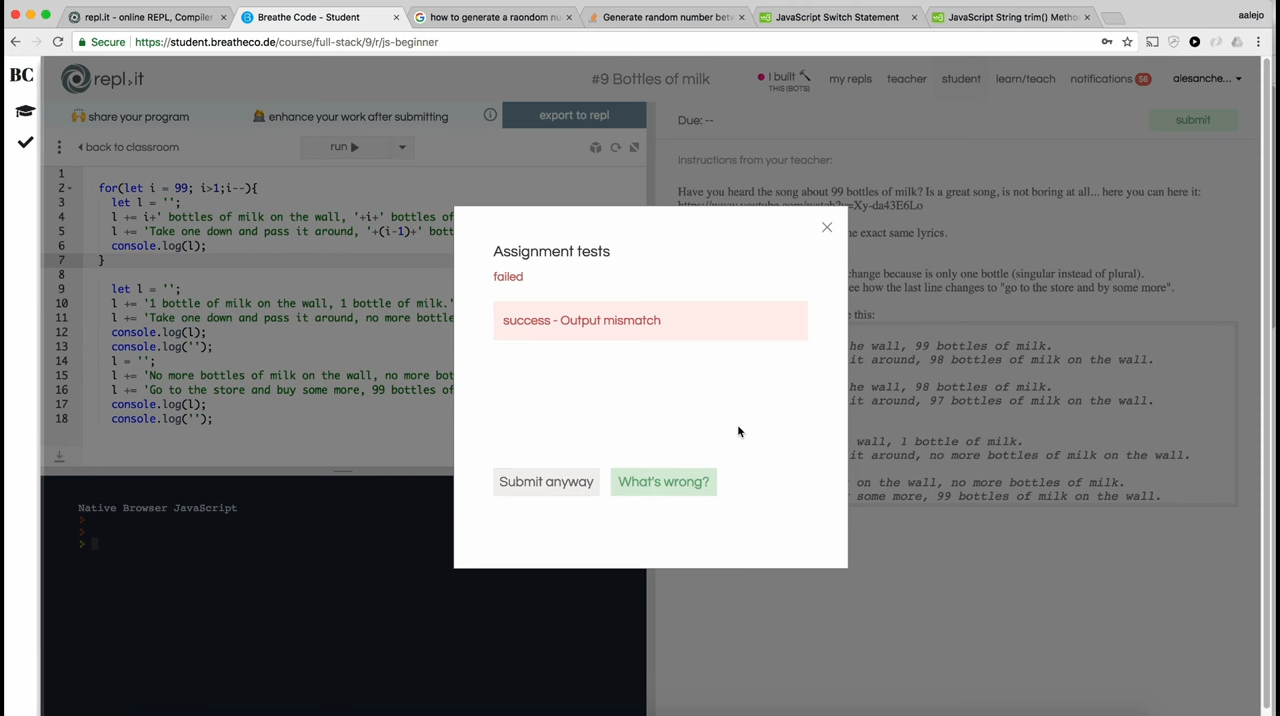 repl.it - online REPL, Compiler
Breathe Code - Student
how to generate a raondom nu
Generate random number betw
JavaScript Switch Statement
JavaScript String trim() Method
aalejo
Secure https://student.breatheco.de/course/full-stack/9/r/js-beginner
BC
repl.it
#9 Bottles of milk
I built
THIS (BOTS)
my repls
teacher
student
learn/teach
notifications 56
alesanche...
share your program
enhance your work after submitting
export to repl
Due: --
submit
back to classroom
run
Instructions from your teacher:
1
2 for(let i = 99; i>1;i--){
3 let l = '';
4 l += i+' bottles of milk on the wall, '+i+' bottles of
5 l += 'Take one down and pass it around, '+(i-1)+' bott
6 console.log(l);
7 }
8
9 let l = '';
10 l += '1 bottle of milk on the wall, 1 bottle of milk.'
11 l += 'Take one down and pass it around, no more bottle
12 console.log(l);
13 console.log('');
14 l = '';
15 l += 'No more bottles of milk on the wall, no more bot
16 l += 'Go to the store and buy some more, 99 bottles of
17 console.log(l);
18 console.log('');
Have you heard the song about 99 bottles of milk? Is a great song, is not boring at all... here you can here it:
https://www.youtube.com/watch?v=Xy-da43E6Lo
e exact same lyrics.
change because is only one bottle (singular instead of plural).
see how the last line changes to "go to the store and by some more".
this:
he wall, 99 bottles of milk.
it around, 98 bottles of milk on the wall.
he wall, 98 bottles of milk.
it around, 97 bottles of milk on the wall.
wall, 1 bottle of milk.
it around, no more bottles of milk on the wall.
on the wall, no more bottles of milk.
some more, 99 bottles of milk on the wall.
Assignment tests
failed
success - Output mismatch
Submit anyway
What's wrong?
Native Browser JavaScript
>
>
>